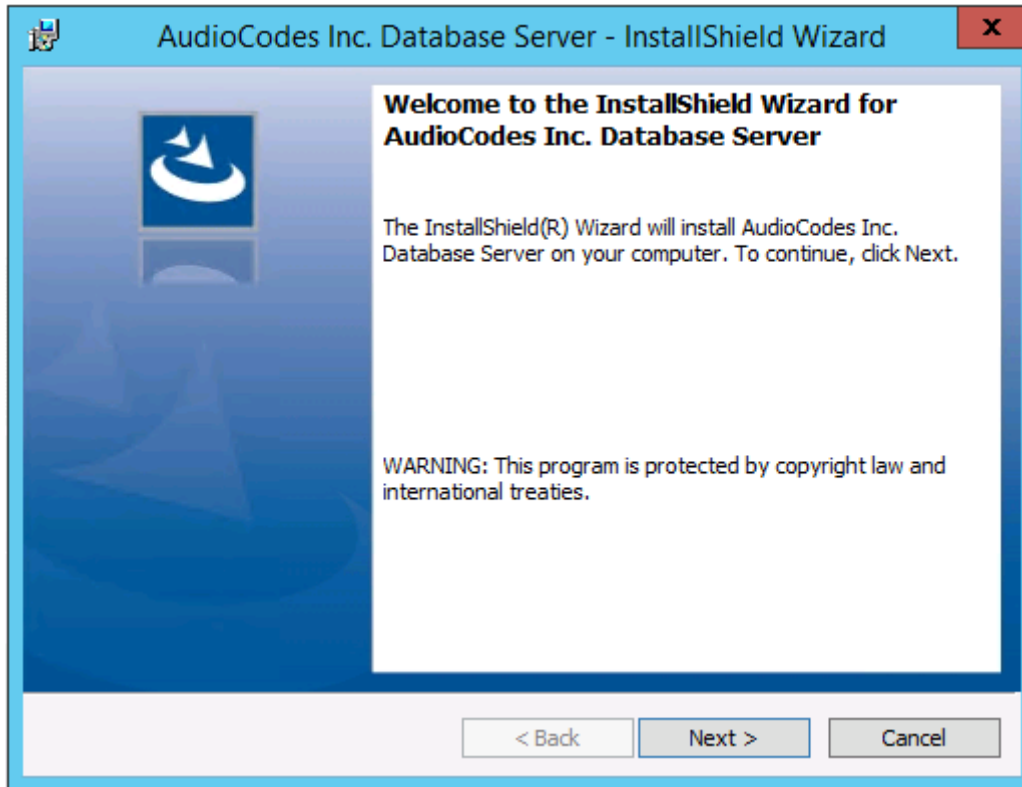 AudioCodes Inc. Database Server - InstallShield Wizard
x
Welcome to the InstallShield Wizard for
AudioCodes Inc. Database Server
The InstallShield(R) Wizard will install AudioCodes Inc.
Database Server on your computer. To continue, click Next.
WARNING: This program is protected by copyright law and
international treaties.
< Back
Next >
Cancel